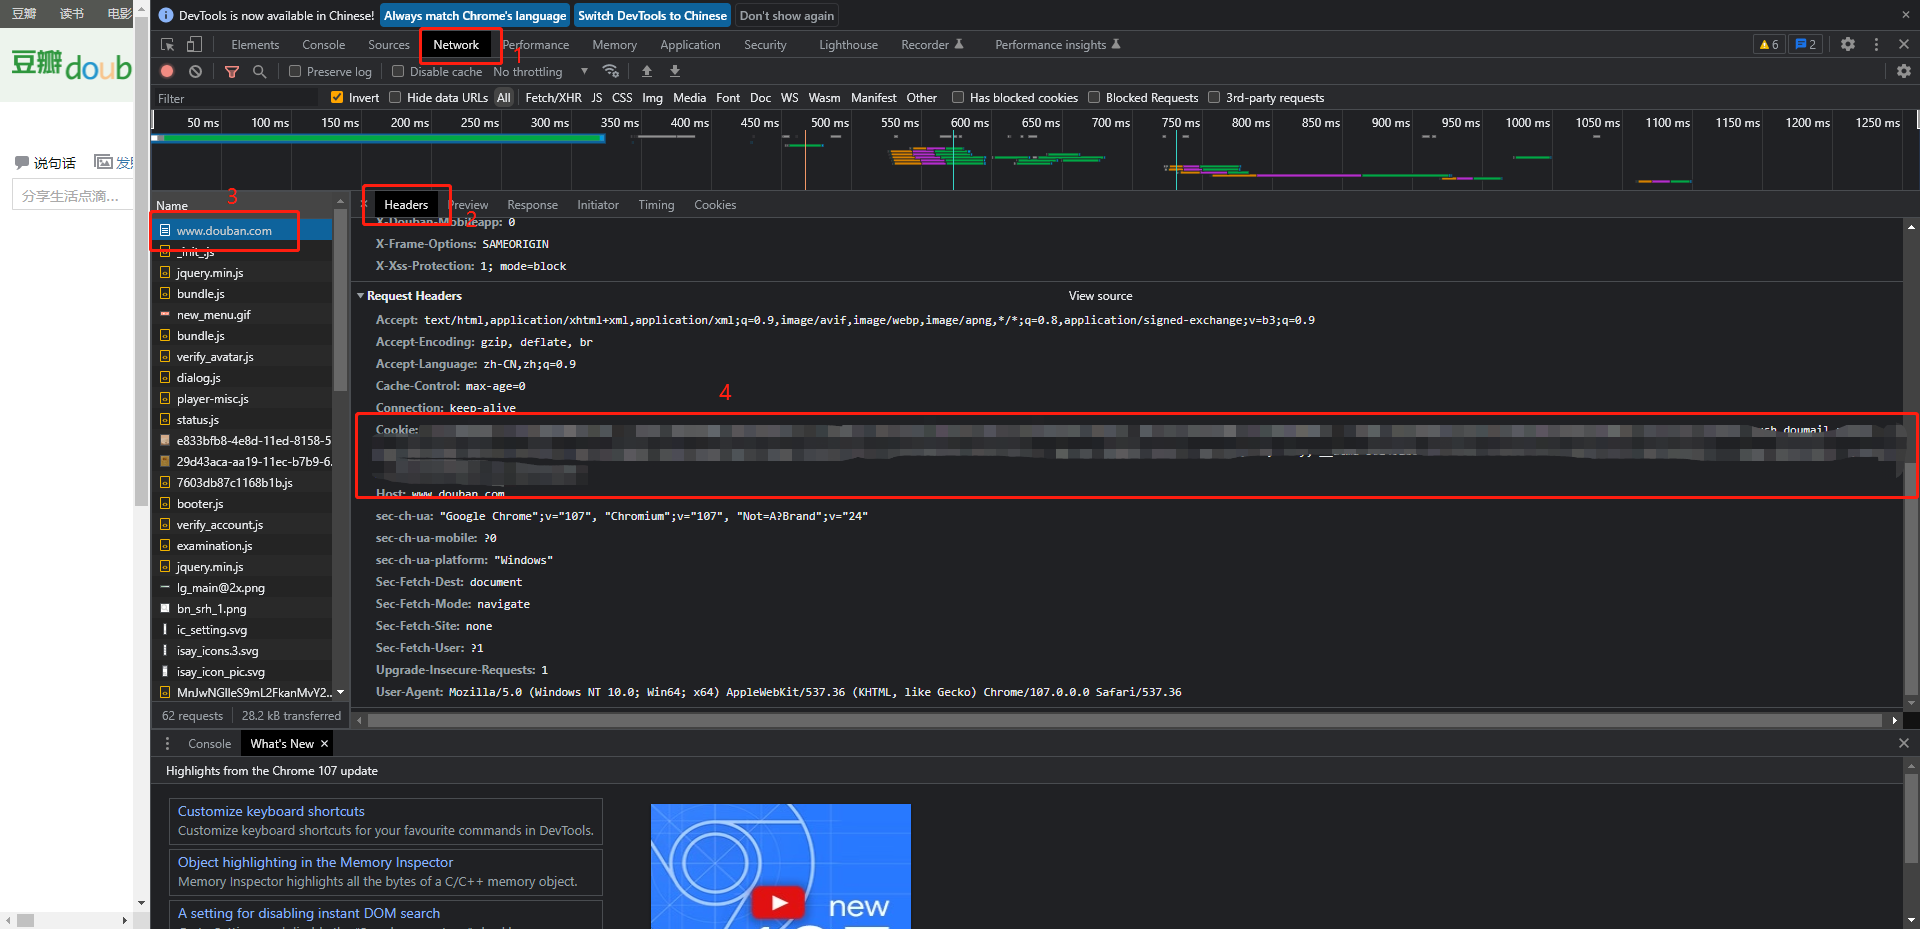 豆瓣 读书 电影
豆瓣 doub
说句话
分享生活点滴...
DevTools is now available in Chinese! Always match Chrome's language Switch DevTools to Chinese Don't show again
Elements Console Sources Network Performance Memory Application Security Lighthouse Recorder Performance insights 6 2
1
Preserve log Disable cache No throttling
Filter Invert Hide data URLs All Fetch/XHR JS CSS Img Media Font Doc WS Wasm Manifest Other Has blocked cookies Blocked Requests 3rd-party requests
50 ms 100 ms 150 ms 200 ms 250 ms 300 ms 350 ms 400 ms 450 ms 500 ms 550 ms 600 ms 650 ms 700 ms 750 ms 800 ms 850 ms 900 ms 950 ms 1000 ms 1050 ms 1100 ms 1150 ms 1200 ms 1250 ms
3
Name
www.douban.com
_init_.js
jquery.min.js
bundle.js
new_menu.gif
bundle.js
verify_avatar.js
dialog.js
player-misc.js
status.js
e833bfb8-4e8d-11ed-8158-5
29d43aca-aa19-11ec-b7b9-6.
7603db87c1168b1b.js
booter.js
verify_account.js
examination.js
jquery.min.js
lg_main@2x.png
bn_srh_1.png
ic_setting.svg
isay_icons.3.svg
isay_icon_pic.svg
MnJwNGlleS9mL2FkanMvY2...
62 requests 28.2 kB transferred
Headers Preview Response Initiator Timing Cookies
2
X-Douban-Mobileapp: 0
X-Frame-Options: SAMEORIGIN
X-Xss-Protection: 1; mode=block
Request Headers View source
Accept: text/html,application/xhtml+xml,application/xml;q=0.9,image/avif,image/webp,image/apng,*/*;q=0.8,application/signed-exchange;v=b3;q=0.9
Accept-Encoding: gzip, deflate, br
Accept-Language: zh-CN,zh;q=0.9
Cache-Control: max-age=0
4
Connection: keep-alive
Cookie:
Host: www.douban.com
sec-ch-ua: "Google Chrome";v="107", "Chromium";v="107", "Not=A?Brand";v="24"
sec-ch-ua-mobile: ?0
sec-ch-ua-platform: "Windows"
Sec-Fetch-Dest: document
Sec-Fetch-Mode: navigate
Sec-Fetch-Site: none
Sec-Fetch-User: ?1
Upgrade-Insecure-Requests: 1
User-Agent: Mozilla/5.0 (Windows NT 10.0; Win64; x64) AppleWebKit/537.36 (KHTML, like Gecko) Chrome/107.0.0.0 Safari/537.36
Console What's New
Highlights from the Chrome 107 update
Customize keyboard shortcuts
Customize keyboard shortcuts for your favourite commands in DevTools.
Object highlighting in the Memory Inspector
Memory Inspector highlights all the bytes of a C/C++ memory object.
A setting for disabling instant DOM search
new